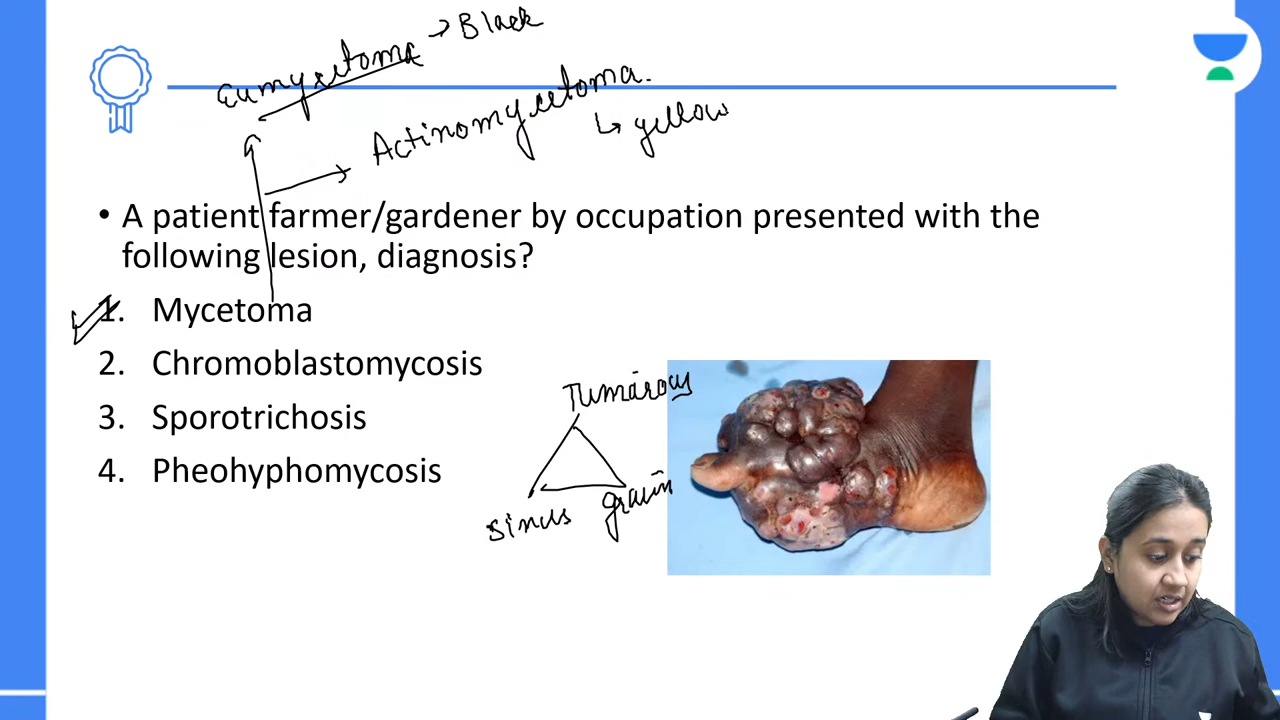 Eumycetoma → Black
Actinomycetoma.
↳ yellow
• A patient farmer/gardener by occupation presented with the
following lesion, diagnosis?
1. Mycetoma
2. Chromoblastomycosis
3. Sporotrichosis
4. Pheohyphomycosis
Tumarous
sinus grain